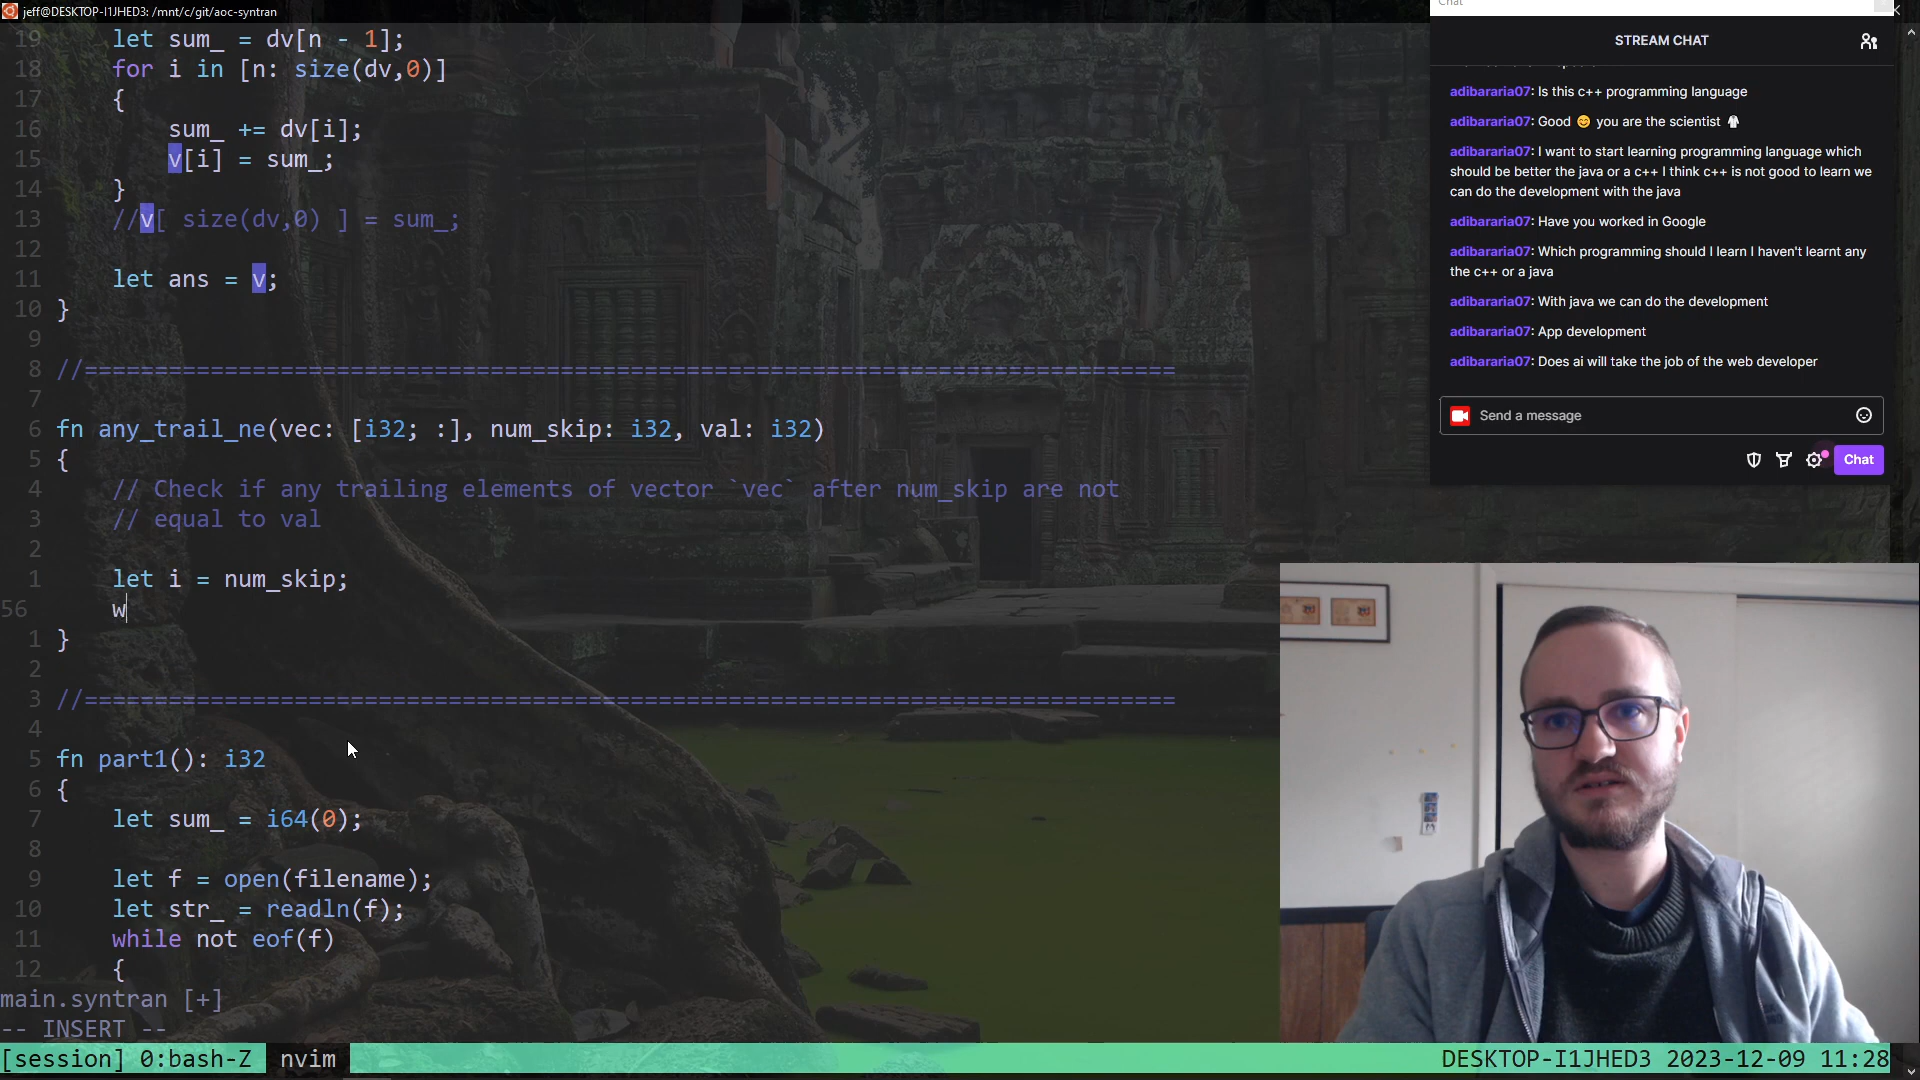 jeff@DESKTOP-I1JHED3: /mnt/c/git/aoc-syntran
19 let sum_ = dv[n - 1];
18 for i in [n: size(dv,0)]
17 {
16 sum_ += dv[i];
15 v[i] = sum_;
14 }
13 //v[ size(dv,0) ] = sum_;
12
11 let ans = v;
10 }
9
8 //==============================================================================
7
6 fn any_trail_ne(vec: [i32; :], num_skip: i32, val: i32)
5 {
4 // Check if any trailing elements of vector `vec` after num_skip are not
3 // equal to val
2
1 let i = num_skip;
56 w
1 }
2
3 //==============================================================================
4
5 fn part1(): i32
6 {
7 let sum_ = i64(0);
8
9 let f = open(filename);
10 let str_ = readln(f);
11 while not eof(f)
12 {
main.syntran [+]
-- INSERT --
[session] 0:bash-Z nvim
DESKTOP-I1JHED3 2023-12-09 11:28
Chat
STREAM CHAT
adibararia07: Is this c++ programming language
adibararia07: Good 😊 you are the scientist 🥼
adibararia07: I want to start learning programming language which
should be better the java or a c++ I think c++ is not good to learn we
can do the development with the java
adibararia07: Have you worked in Google
adibararia07: Which programming should I learn I haven't learnt any
the c++ or a java
adibararia07: With java we can do the development
adibararia07: App development
adibararia07: Does ai will take the job of the web developer
Send a message
Chat